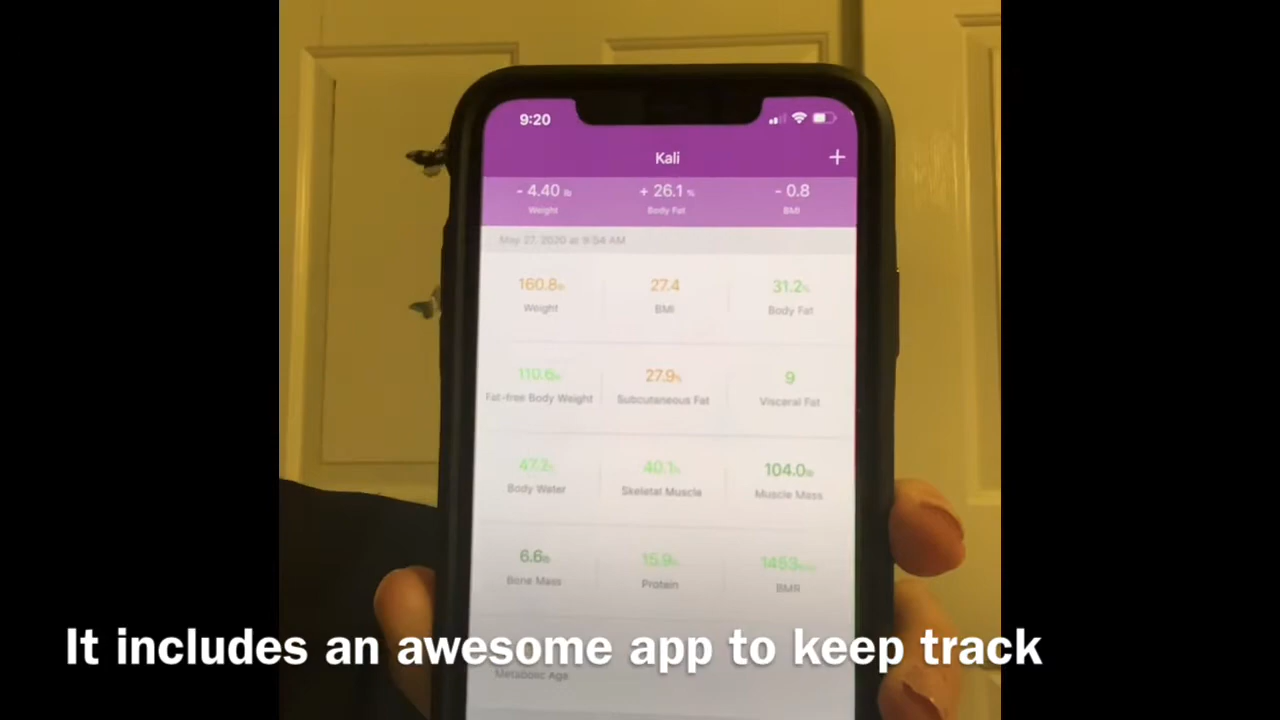 9:20
Kali +
- 4.40 lb + 26.1 % - 0.8
Weight Body Fat BMI
May 27, 2020 at 9:54 AM
160.8lb 27.4 31.2%
Weight BMI Body Fat
110.6lb 27.9% 9
Fat-free Body Weight Subcutaneous Fat Visceral Fat
47.2% 40.1% 104.0lb
Body Water Skeletal Muscle Muscle Mass
6.6lb 15.9% 1453
Bone Mass Protein BMR
It includes an awesome app to keep track
Metabolic Age